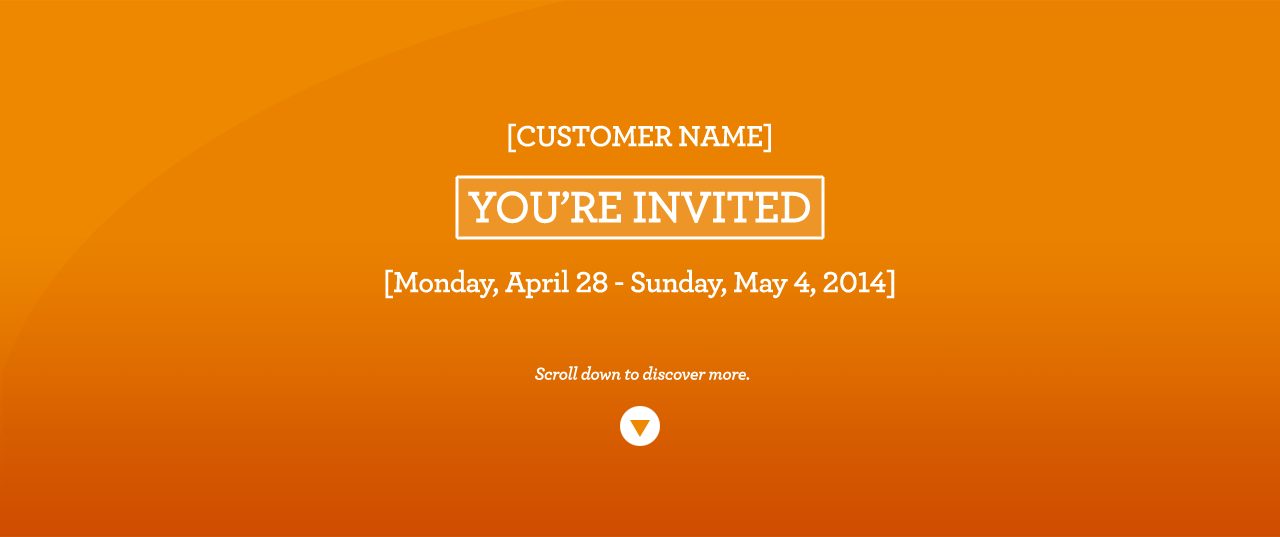 [CUSTOMER NAME]
YOU’RE INVITED
[Monday, April 28 - Sunday, May 4, 2014]
Scroll down to discover more.